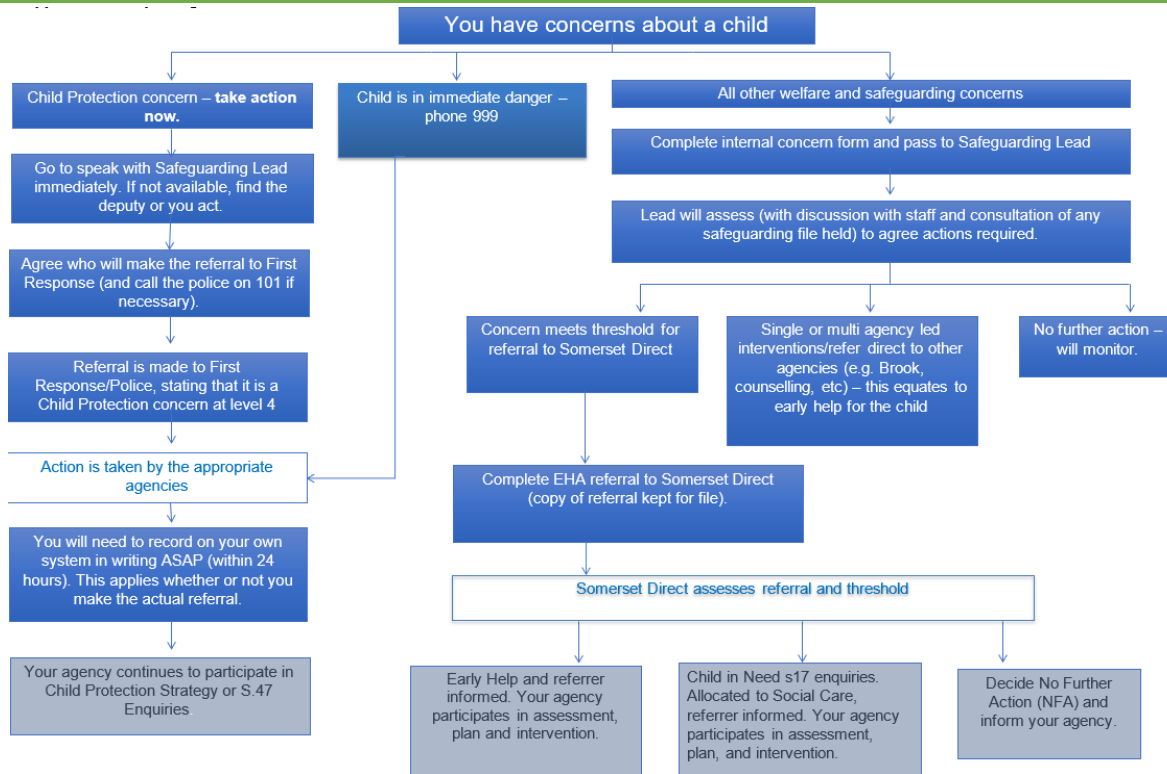 You have concerns about a child
Child Protection concern – take action
now.
Child is in immediate danger –
phone 999
All other welfare and safeguarding concerns
Go to speak with Safeguarding Lead
immediately. If not available, find the
deputy or you act.
Complete internal concern form and pass to Safeguarding Lead
Lead will assess (with discussion with staff and consultation of any
safeguarding file held) to agree actions required.
Agree who will make the referral to First
Response (and call the police on 101 if
necessary).
Concern meets threshold for
referral to Somerset Direct
Single or multi agency led
interventions/refer direct to other
agencies (e.g. Brook,
counselling, etc) – this equates to
early help for the child
No further action –
will monitor.
Referral is made to First
Response/Police, stating that it is a
Child Protection concern at level 4
Action is taken by the appropriate
agencies
Complete EHA referral to Somerset Direct
(copy of referral kept for file).
You will need to record on your own
system in writing ASAP (within 24
hours). This applies whether or not you
make the actual referral.
Somerset Direct assesses referral and threshold
Your agency continues to participate in
Child Protection Strategy or S.47
Enquiries.
Early Help and referrer
informed. Your agency
participates in assessment,
plan and intervention.
Child in Need s17 enquiries.
Allocated to Social Care,
referrer informed. Your agency
participates in assessment,
plan, and intervention.
Decide No Further
Action (NFA) and
inform your agency.